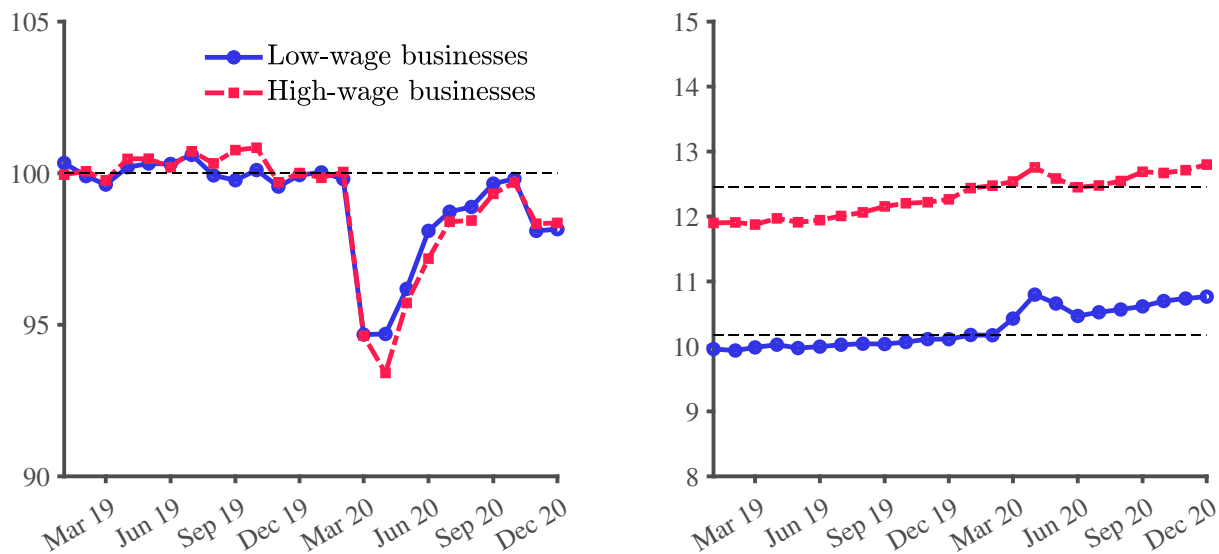 105
100
95
90
Low-wage businesses
High-wage businesses
Mar 19
Jun 19
Sep 19
Dec 19
Mar 20
Jun 20
Sep 20
Dec 20
15
14
13
12
11
10
9
8
Mar 19
Jun 19
Sep 19
Dec 19
Mar 20
Jun 20
Sep 20
Dec 20